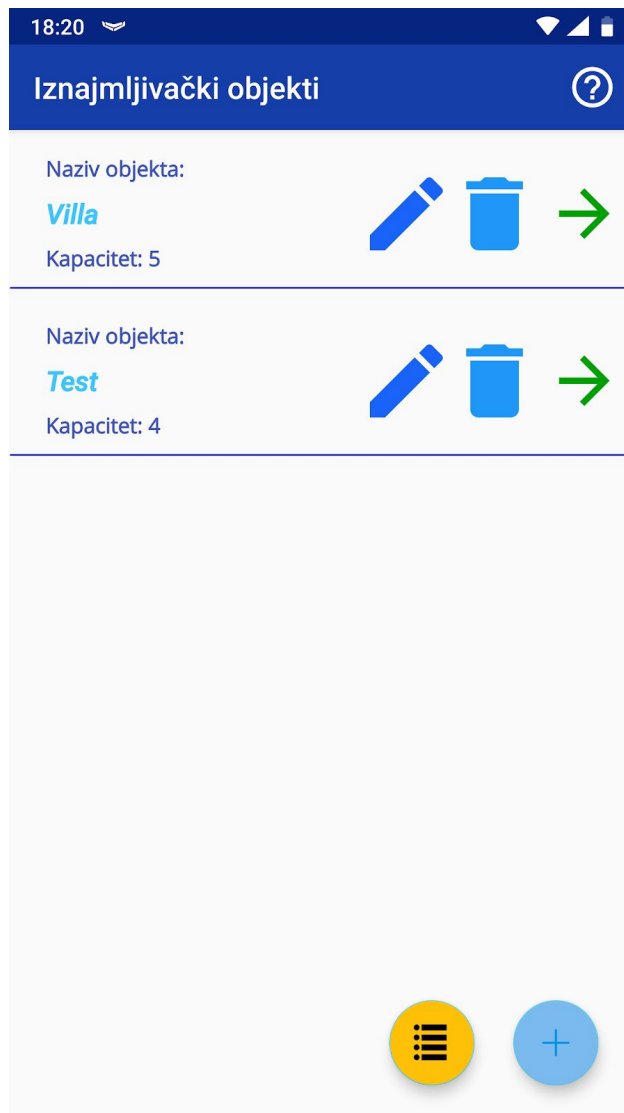 18:20
Iznajmljivački objekti
Naziv objekta:
Villa
Kapacitet: 5
Naziv objekta:
Test
Kapacitet: 4